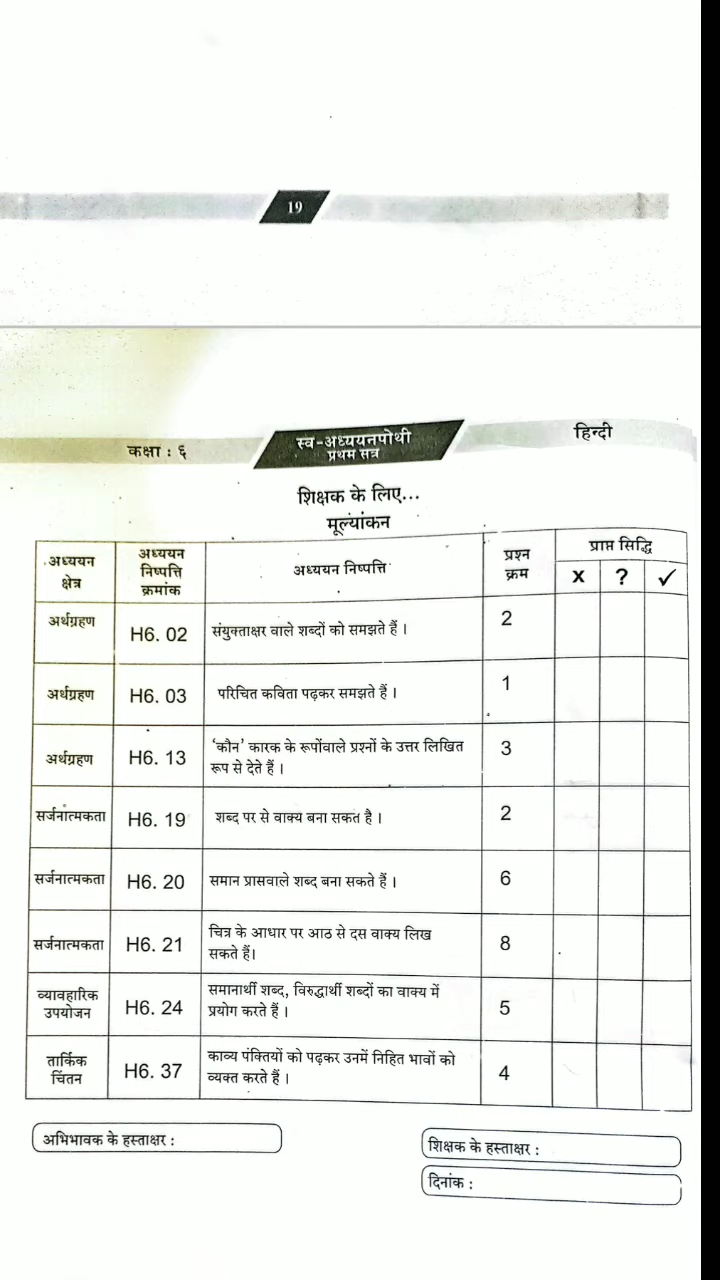 19
कक्षा : ६
स्व-अध्ययनपोथी
प्रथम सत्र
हिन्दी
शिक्षक के लिए...
मूल्यांकन
अध्ययन क्षेत्र
अध्ययन निष्पत्ति क्रमांक
अध्ययन निष्पत्ति
प्रश्न क्रम
प्राप्त सिद्धि
x ? ✓
अर्थग्रहण H6. 02 संयुक्ताक्षर वाले शब्दों को समझते हैं । 2
अर्थग्रहण H6. 03 परिचित कविता पढ़कर समझते हैं । 1
अर्थग्रहण H6. 13 ‘कौन’ कारक के रूपोंवाले प्रश्नों के उत्तर लिखित 3
रूप से देते हैं ।
सर्जनात्मकता H6. 19 शब्द पर से वाक्य बना सकत है । 2
सर्जनात्मकता H6. 20 समान प्रासवाले शब्द बना सकते हैं । 6
सर्जनात्मकता H6. 21 चित्र के आधार पर आठ से दस वाक्य लिख 8
सकते हैं।
व्यावहारिक उपयोजन H6. 24 समानार्थी शब्द, विरुद्धार्थी शब्दों का वाक्य में 5
प्रयोग करते हैं ।
तार्किक चिंतन H6. 37 काव्य पंक्तियों को पढ़कर उनमें निहित भावों को 4
व्यक्त करते हैं ।
अभिभावक के हस्ताक्षर :
शिक्षक के हस्ताक्षर :
दिनांक :